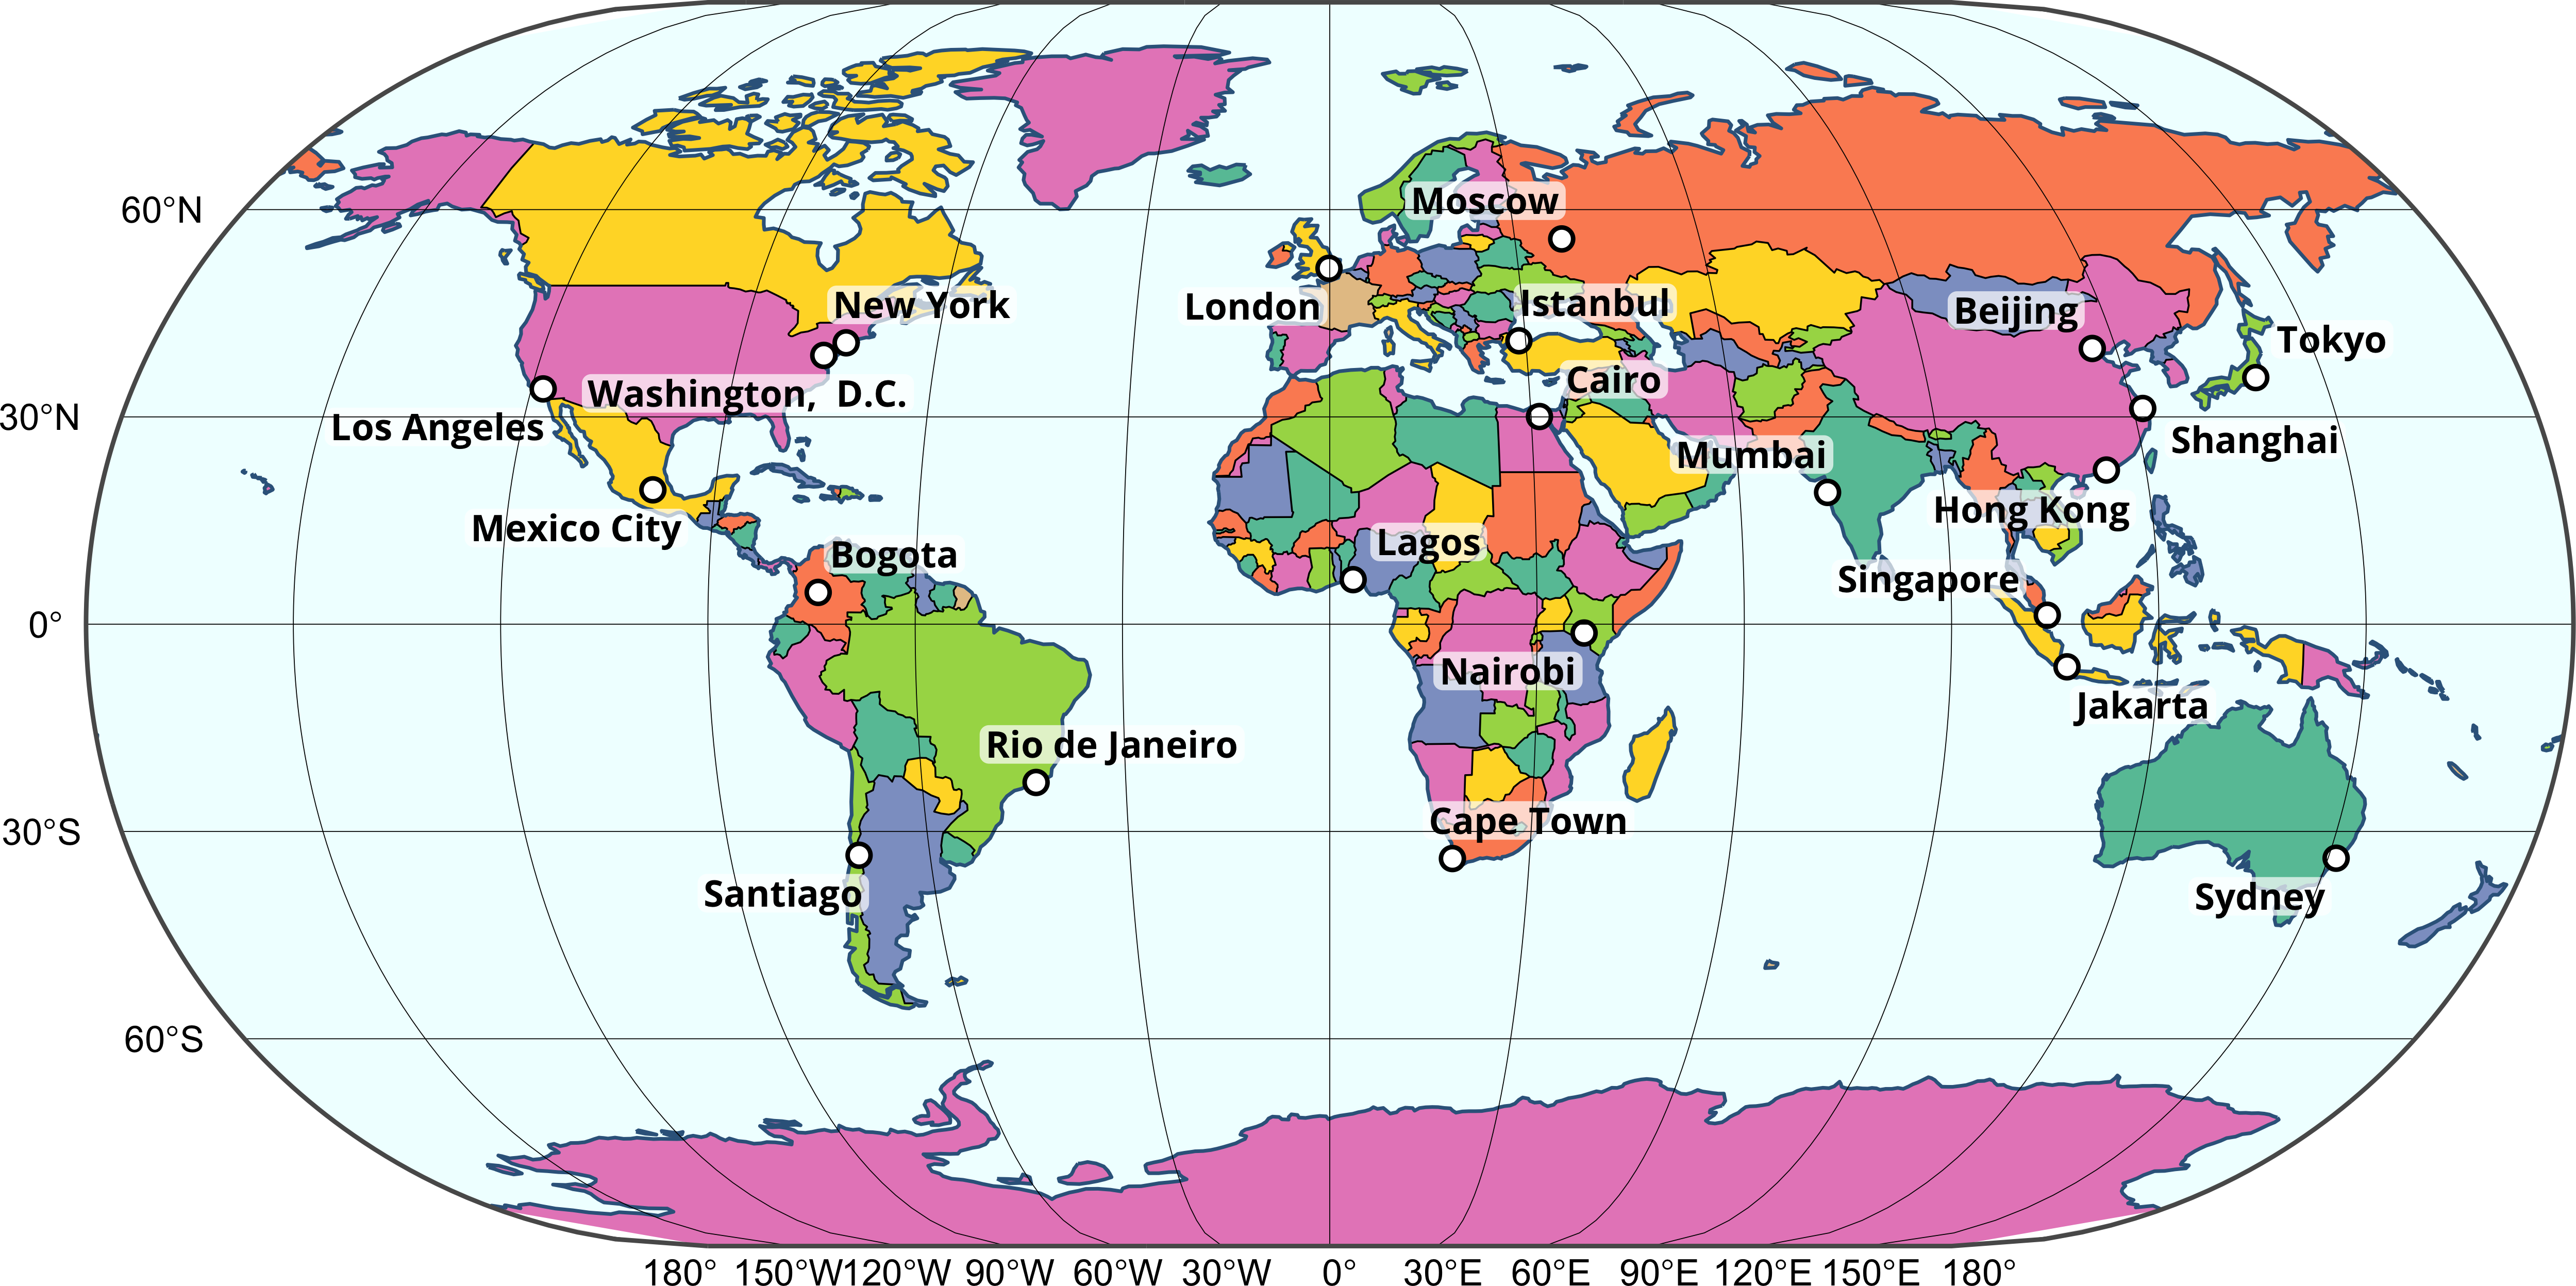 Moscow
60°N
New York
London
Istanbul
Beijing
Tokyo
Cairo
Washington, D.C.
30°N
Los Angeles
Shanghai
Mumbai
Hong Kong
Mexico City
Lagos
Bogota
Singapore
0°
Nairobi
Jakarta
Rio de Janeiro
Cape Town
30°S
Santiago
Sydney
60°S
180° 150°W 120°W 90°W 60°W 30°W 0° 30°E 60°E 90°E 120°E 150°E 180°